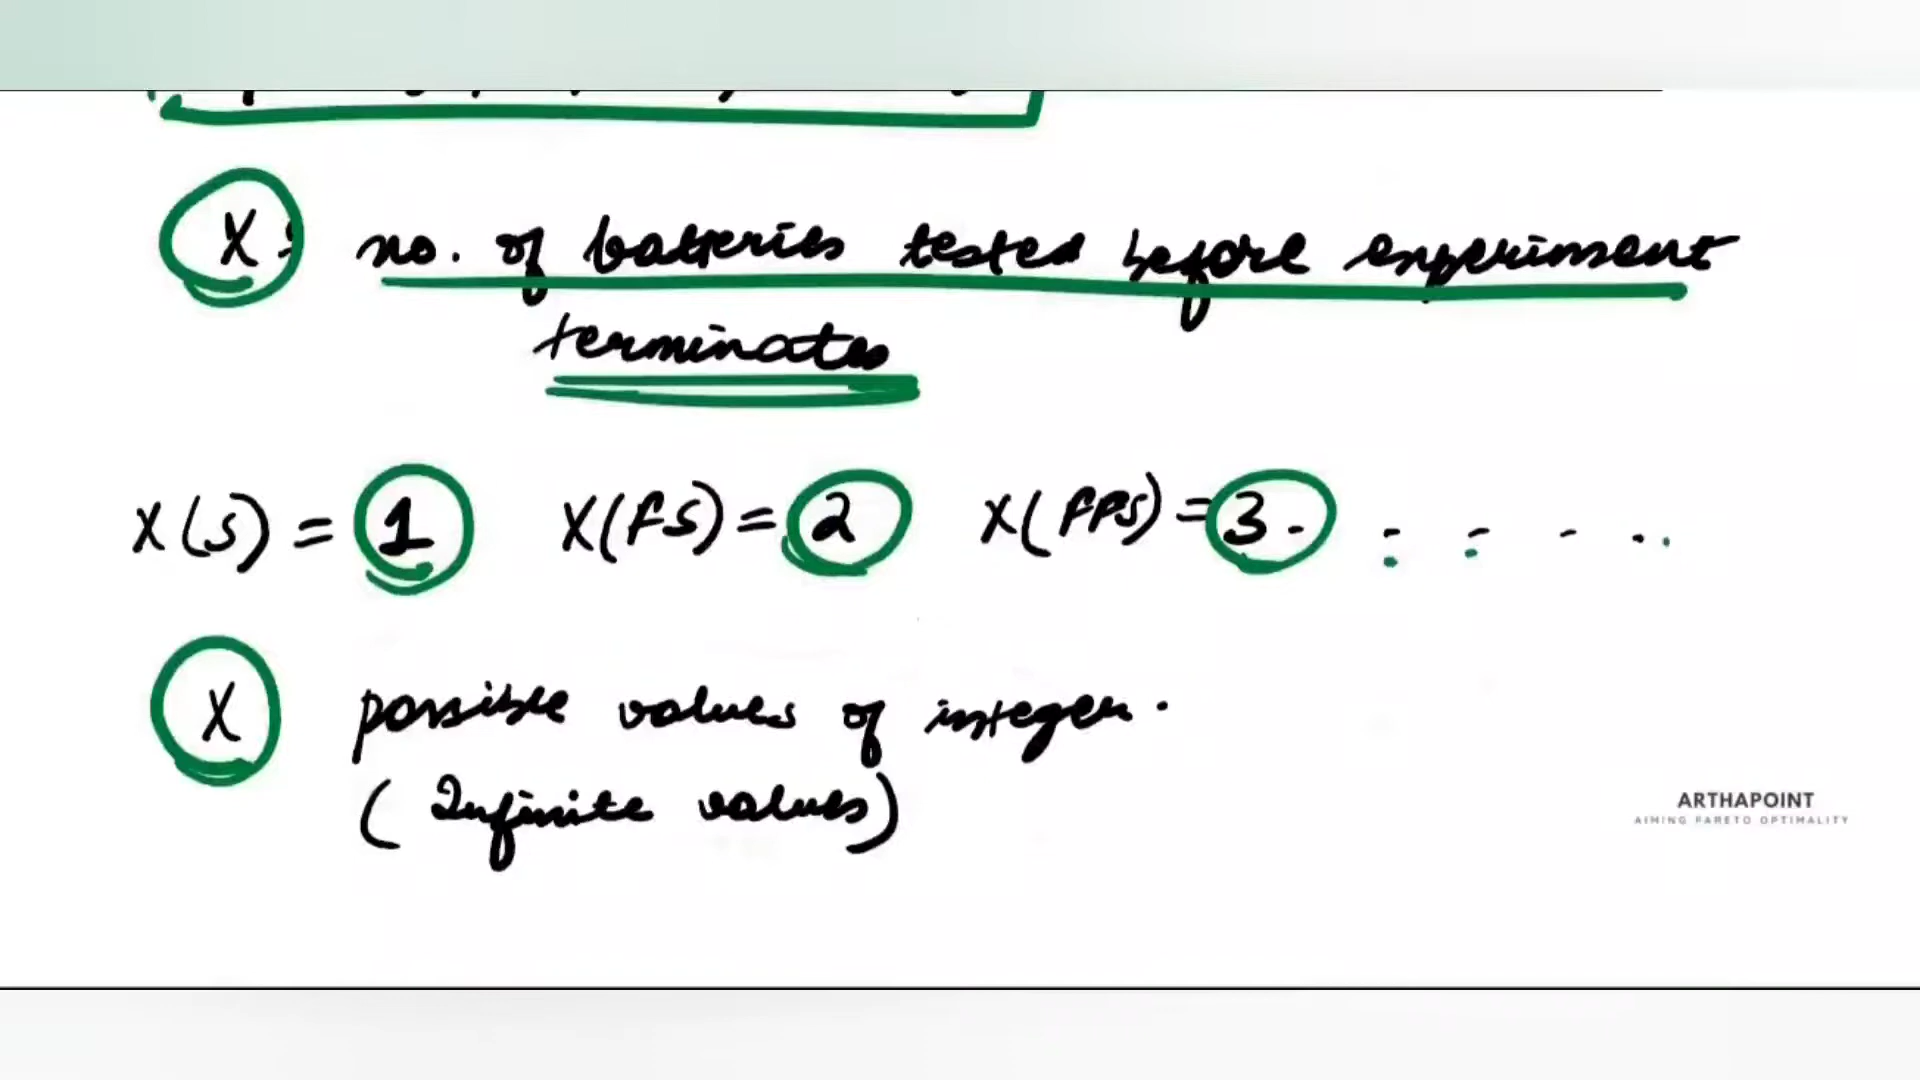 X: no. of batteries tested before experiment
terminates
X(S) = 1 X(FS) = 2 X(FFS) = 3. - - - - .
X possible values of integer.
(Infinite values)
ARTHAPOINT
AIMING PARETO OPTIMALITY